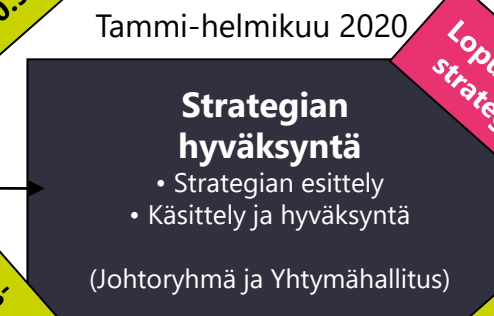 Tammi-helmikuu 2020
Strategian
hyväksyntä
• Strategian esittely
• Käsittely ja hyväksyntä
(Johtoryhmä ja Yhtymähallitus)